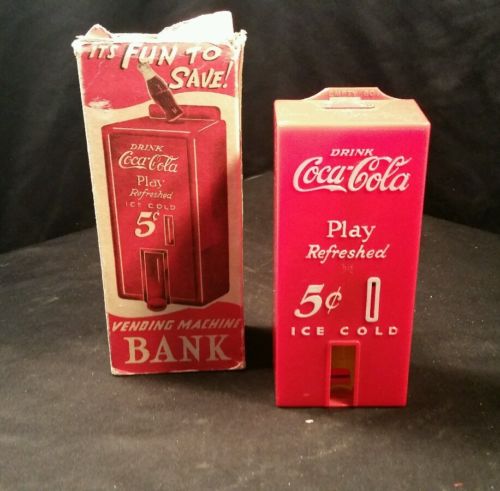 IT'S FUN TO
SAVE!
DRINK
Coca-Cola
Play
Refreshed
ICE COLD
5¢
VENDING MACHINE
BANK
DRINK
Coca-Cola
Play
Refreshed
5¢
ICE COLD